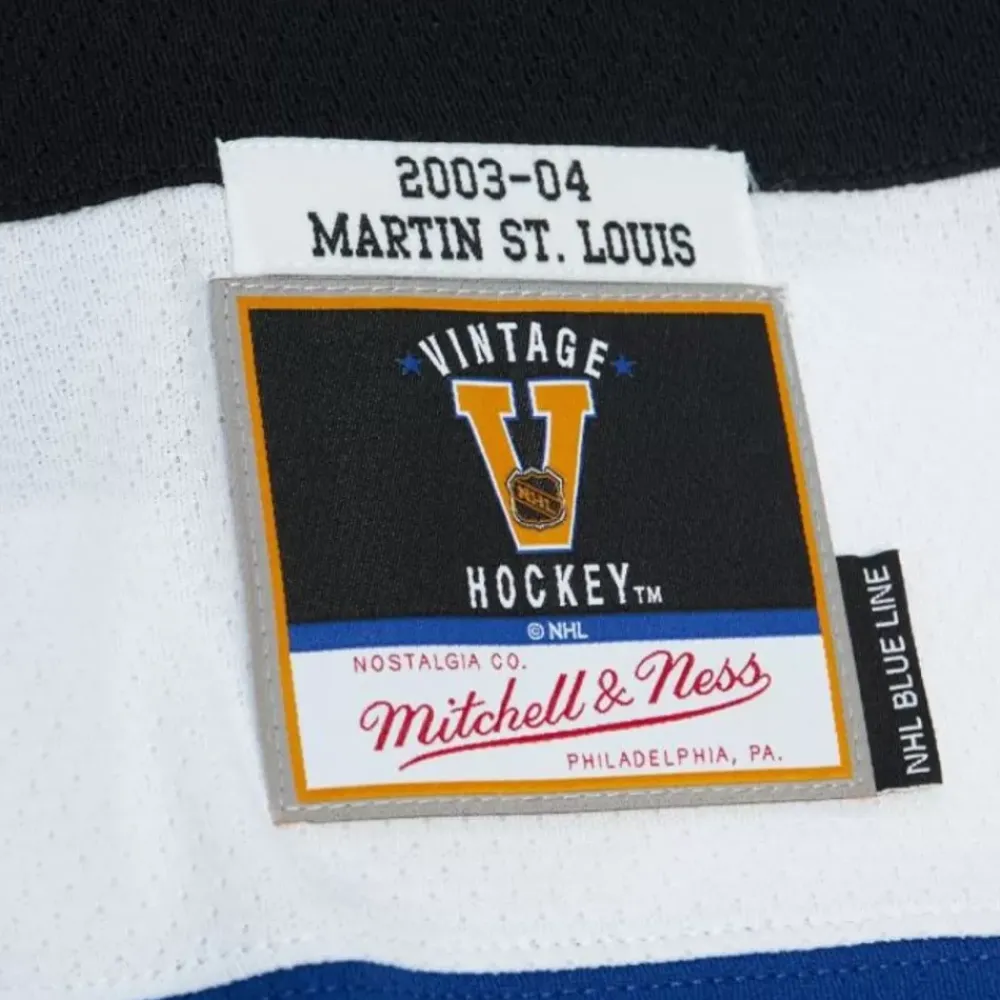 2003-04
MARTIN ST. LOUIS
VINTAGE
V
NHL
HOCKEY™
© NHL
NOSTALGIA CO.
Mitchell & Ness
PHILADELPHIA, PA.
NHL BLUE LINE